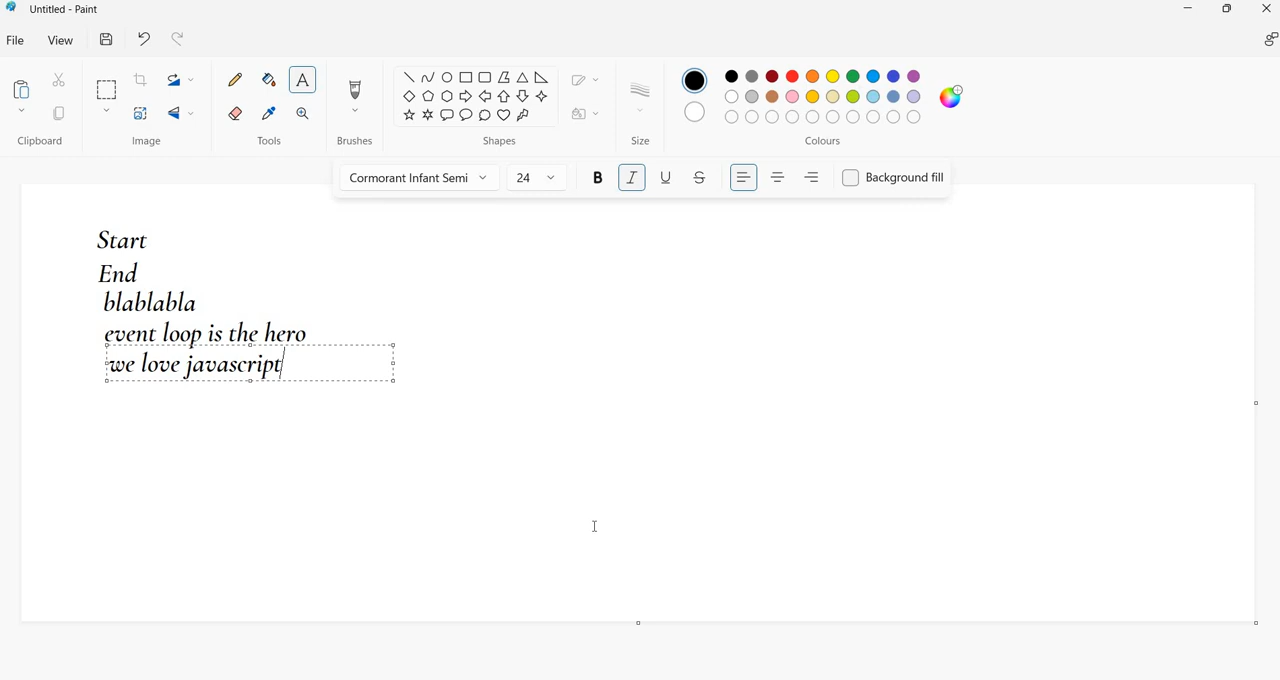 Untitled - Paint
File View
Clipboard
Image
Tools
Brushes
Shapes
Size
Colours
Cormorant Infant Semi 24 B I U S Background fill
Start
End
blablabla
event loop is the hero
we love javascript